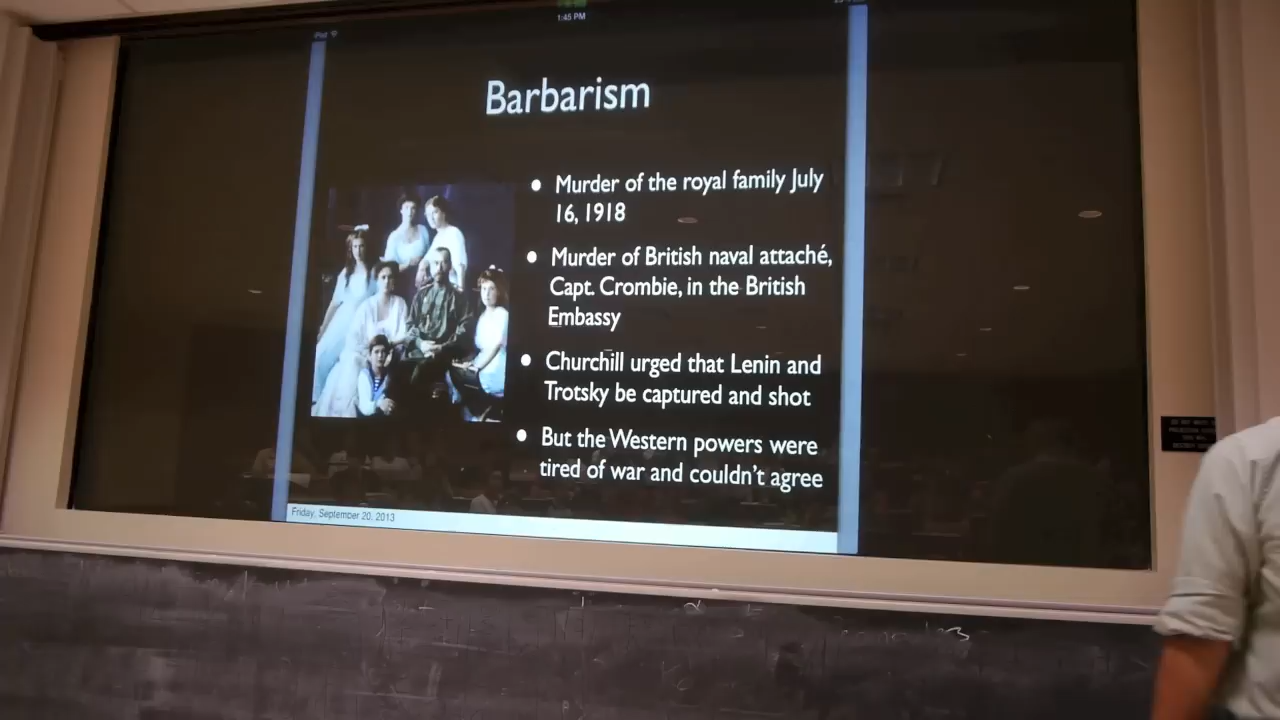 iPad
1:45 PM
Barbarism
• Murder of the royal family July
16, 1918
• Murder of British naval attaché,
Capt. Crombie, in the British
Embassy
• Churchill urged that Lenin and
Trotsky be captured and shot
• But the Western powers were
tired of war and couldn't agree
Friday, September 20, 2013